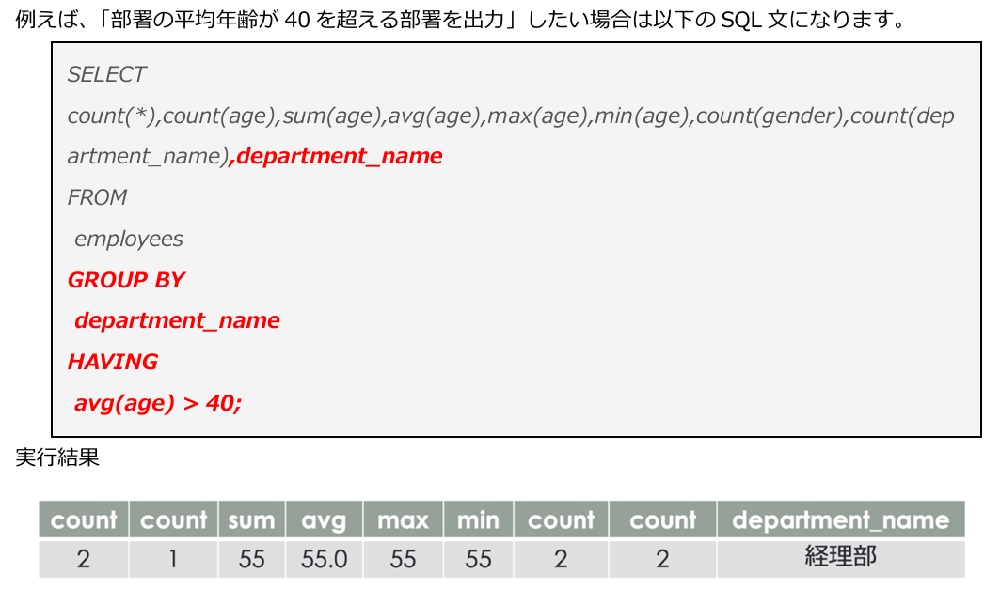 例えば、「部署の平均年齢が 40 を超える部署を出力」したい場合は以下の SQL 文になります。
SELECT
count(*),count(age),sum(age),avg(age),max(age),min(age),count(gender),count(dep
artment_name),department_name
FROM
employees
GROUP BY
department_name
HAVING
avg(age) > 40;
実行結果
count count sum avg max min count count department_name
2 1 55 55.0 55 55 2 2 経理部